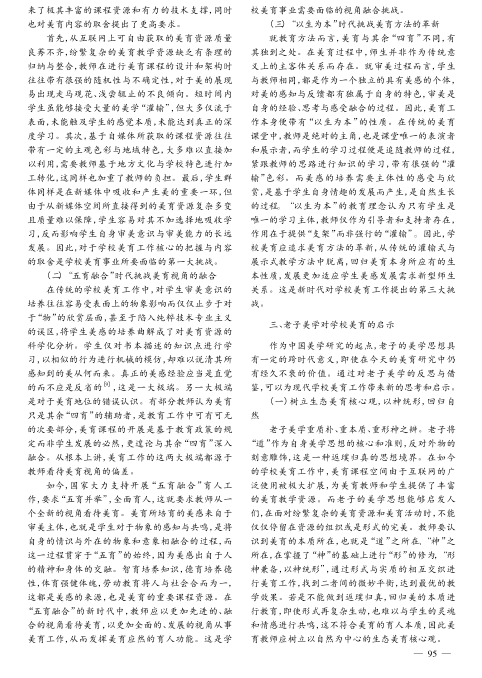 来了极其丰富的课程资源和有力的技术支撑,同时
也对美育内容的取舍提出了更高要求。
首先,从互联网上可自由获取的美育资源质量
良莠不齐,纷繁复杂的美育教学资源缺乏有条理的
归纳与整合,教师在进行美育课程的设计和架构时
往往带有很强的随机性与不确定性,对于美的展现
易出现走马观花、浅尝辄止的不良倾向。短时间内
学生虽能够接受大量的美学“灌输”,但大多仅流于
表面,未能触及学生的感觉本质,未能达到真正的深
度学习。其次,基于自媒体所获取的课程资源往往
带有一定的主观色彩与地域特色,大多难以直接加
以利用,需要教师基于地方文化与学校特色进行加
工转化,这同样也加重了教师的负担。最后,学生群
体同样是在新媒体中吸收和产生美的重要一环,但
由于从新媒体空间所直接得到的美育资源复杂多变
且质量难以保障,学生容易对其不加选择地吸收学
习,反而影响学生自身审美意识与审美能力的长远
发展。因此,对于学校美育工作核心的把握与内容
的取舍是学校美育事业所要面临的第一大挑战。
(二)“五育融合”时代挑战美育视角的融合
在传统的学校美育工作中,对学生审美意识的
培养往往容易受表面上的物象影响而仅仅止步于对
于“物”的欣赏层面,甚至于陷入纯粹技术专业主义
的误区,将学生美感的培养曲解成了对美育资源的
科学化分析。学生仅对书本描述的知识点进行学
习,以相似的行为进行机械的模仿,却难以说清其所
感知到的美从何而来。真正的美感经验应当是直觉
的而不应是反省的[9],这是一大极端。另一大极端
是对于美育地位的错误认识。有部分教师认为美育
只是其余“四育”的辅助者,是教育工作中可有可无
的次要部分,美育课程的开展是基于教育政策的规
定而非学生发展的必然,更遑论与其余“四育”深入
融合。从根本上讲,美育工作的这两大极端都源于
教师看待美育视角的偏差。
如今,国家大力支持开展“五育融合”育人工
作,要求“五育并举”,全面育人,这就要求教师从一
个全新的视角看待美育。美育所培育的美感来自于
审美主体,也就是学生对于物象的感知与共鸣,是将
自身的情识与所在的物象和意象相融合的过程,而
这一过程贯穿于“五育”的始终,因为美感出自于人
的精神和身体的交融。智育培养知识,德育培养德
性,体育强健体魄,劳动教育将人与社会合而为一,
这都是美感的来源,也是美育的重要课程资源。在
“五育融合”的新时代中,教师应以更加先进的、融
合的视角看待美育,以更加全面的、发展的视角从事
美育工作,从而发挥美育应然的育人功能。这是学
校美育事业需要面临的视角融合挑战。
(三)“以生为本”时代挑战美育方法的革新
就教育方法而言,美育与其余“四育”不同,有
其独到之处。在美育过程中,师生并非作为传统意
义上的主客体关系而存在。就审美过程而言,学生
与教师相同,都是作为一个独立的具有美感的个体,
对美的感知与反馈都有独属于自身的特色,审美是
自身的经验、思考与感受融合的过程。因此,美育工
作本身便带有“以生为本”的性质。在传统的美育
课堂中,教师是绝对的主角,也是课堂唯一的表演者
和展示者,而学生的学习过程便是追随教师的过程,
紧跟教师的思路进行知识的学习,带有很强的“灌
输”色彩。而美感的培养需要主体性的感受与欣
赏,是基于学生自身情趣的发展而产生,是自然生长
的过程。“以生为本”的教育理念认为只有学生是
唯一的学习主体,教师仅作为引导者和支持者存在,
作用在于提供“支架”而非强行的“灌输”。因此,学
校美育应追求美育方法的革新,从传统的灌输式与
展示式教学方法中脱离,回归美育本身所应有的生
本性质,发展更加适应学生美感发展需求新型师生
关系。这是新时代对学校美育工作提出的第三大挑
战。
三、老子美学对学校美育的启示
作为中国美学研究的起点,老子的美学思想具
有一定的跨时代意义,即使在今天的美育研究中仍
有经久不衰的价值。通过对老子美学的反思与借
鉴,可以为现代学校美育工作带来新的思考和启示。
(一)树立生态美育核心观,以神统形,回归自
然
老子美学重质朴、重本质、重形神之辨。老子将
“道”作为自身美学思想的核心和准则,反对外物的
刻意雕饰,这是一种返璞归真的思想境界。在如今
的学校美育工作中,美育课程空间由于互联网的广
泛使用被极大扩展,为美育教师和学生提供了丰富
的美育教学资源。而老子的美学思想能够启发人
们,在面对纷繁复杂的美育资源和美育活动时,不能
仅仅停留在资源的组织或是形式的完美。教师要认
识到美育的本质所在,也就是“道”之所在,“神”之
所在,在掌握了“神”的基础上进行“形”的修为,“形
神兼备,以神统形”,通过形式与实质的相互交织进
行美育工作,找到二者间的微妙平衡,达到最优的教
学效果。若是不能做到返璞归真,回归美的本质进
行教育,即使形式再复杂生动,也难以与学生的灵魂
和情感进行共鸣,这不符合美育的育人本质,因此美
育教师应树立以自然为中心的生态美育核心观。
— 95 —